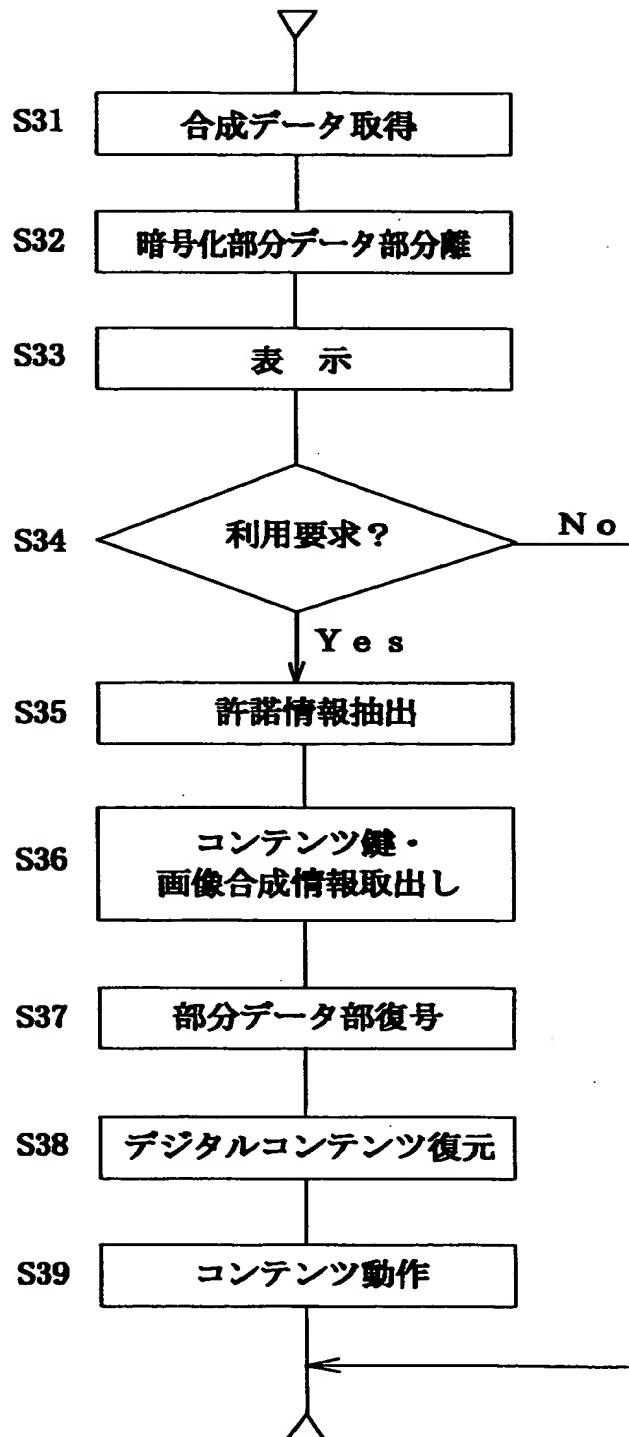 S31
合成データ取得
S32
暗号化部分データ部分離
S33
表　示
S34
利用要求？
No
Yes
S35
許諾情報抽出
S36
コンテンツ鍵・
画像合成情報取出し
S37
部分データ部復号
S38
デジタルコンテンツ復元
S39
コンテンツ動作